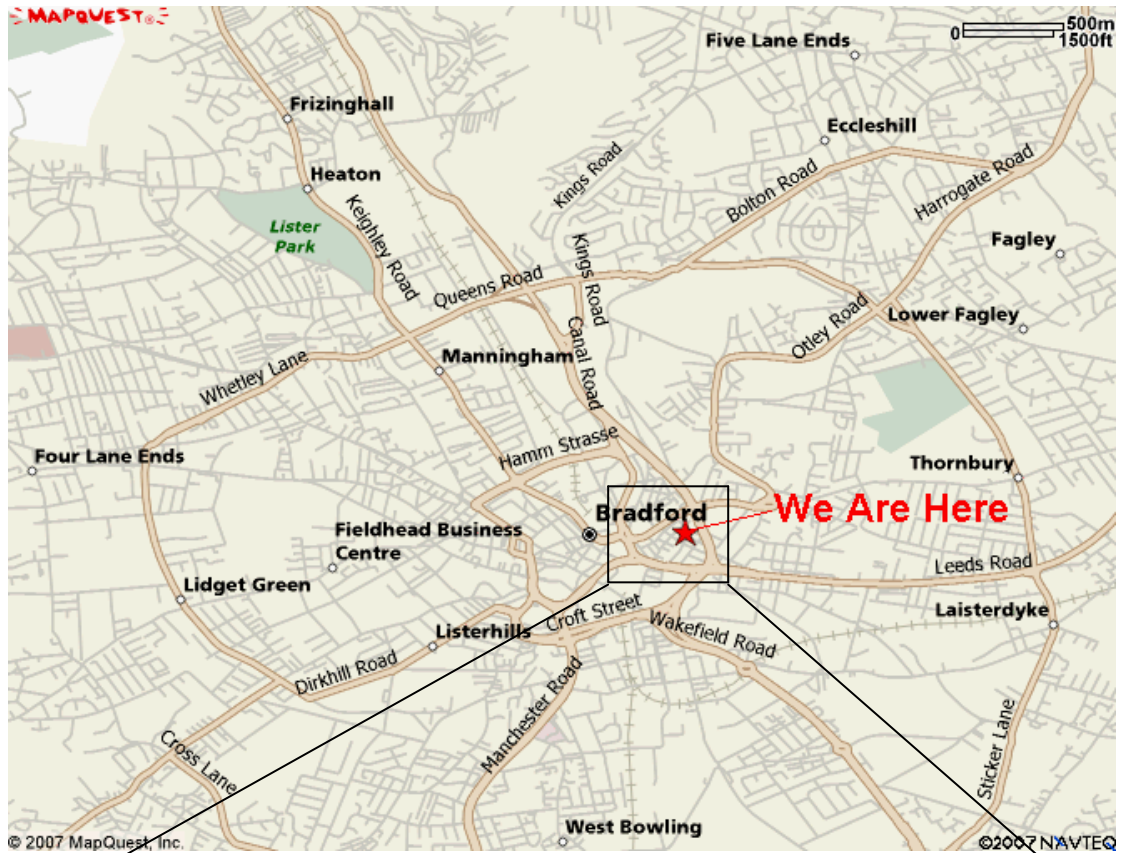 MAPQUEST®
500m
0
1500ft
Five Lane Ends
Frizinghall
Eccleshill
Heaton
Kings Road
Bolton Road
Harrogate Road
Keighley Road
Lister
Park
Fagley
Kings Road
Queens Road
Otley Road
Lower Fagley
Canal Road
Manningham
Whetley Lane
Hamm Strasse
Four Lane Ends
Thornbury
We Are Here
Bradford
Fieldhead Business
Centre
Leeds Road
Lidget Green
Laisterdyke
Croft Street
Wakefield Road
Listerhills
Dirkhill Road
Manchester Road
Sticker Lane
Cross Lane
West Bowling
© 2007 MapQuest, Inc.
©2007 NAVTEQ